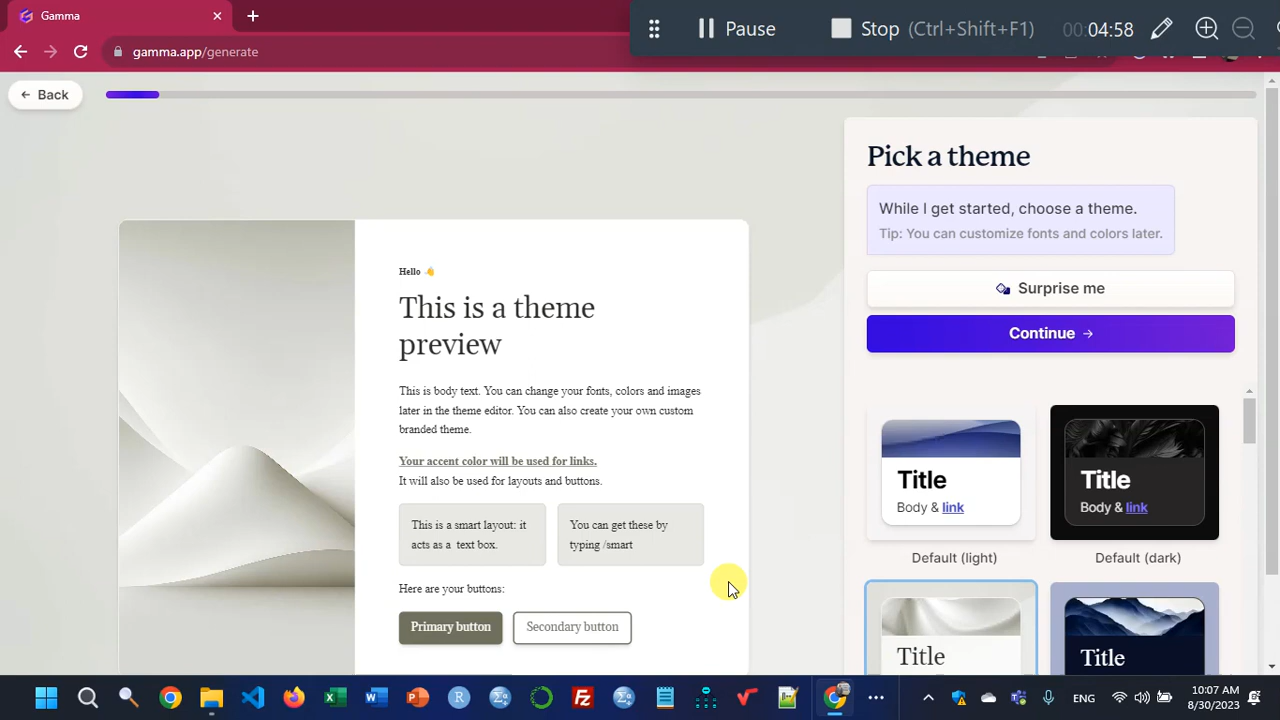 Gamma
Pause
Stop (Ctrl+Shift+F1)
00:04:58
gamma.app/generate
Back
Pick a theme
While I get started, choose a theme.
Tip: You can customize fonts and colors later.
Surprise me
Continue
Hello
This is a theme
preview
This is body text. You can change your fonts, colors and images
later in the theme editor. You can also create your own custom
branded theme.
Your accent color will be used for links.
It will also be used for layouts and buttons.
This is a smart layout: it
acts as a text box.
You can get these by
typing /smart
Here are your buttons:
Primary button
Secondary button
Title
Body & link
Default (light)
Title
Body & link
Default (dark)
Title
Title
ENG
10:07 AM
8/30/2023